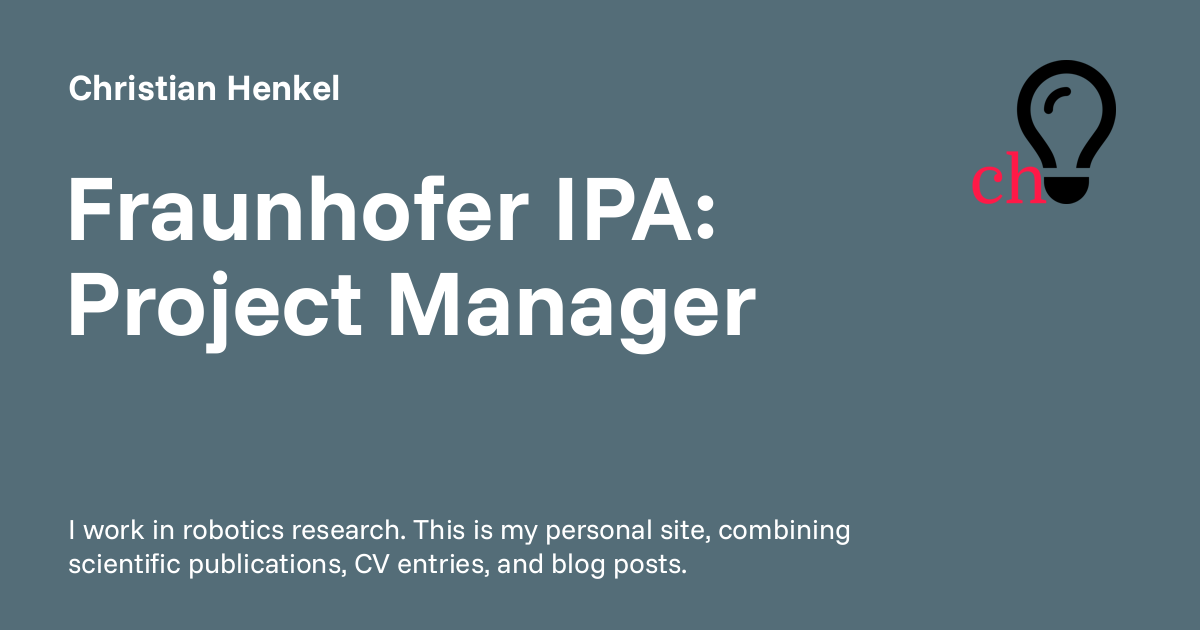 Christian Henkel
ch
Fraunhofer IPA:
Project Manager
I work in robotics research. This is my personal site, combining
scientific publications, CV entries, and blog posts.